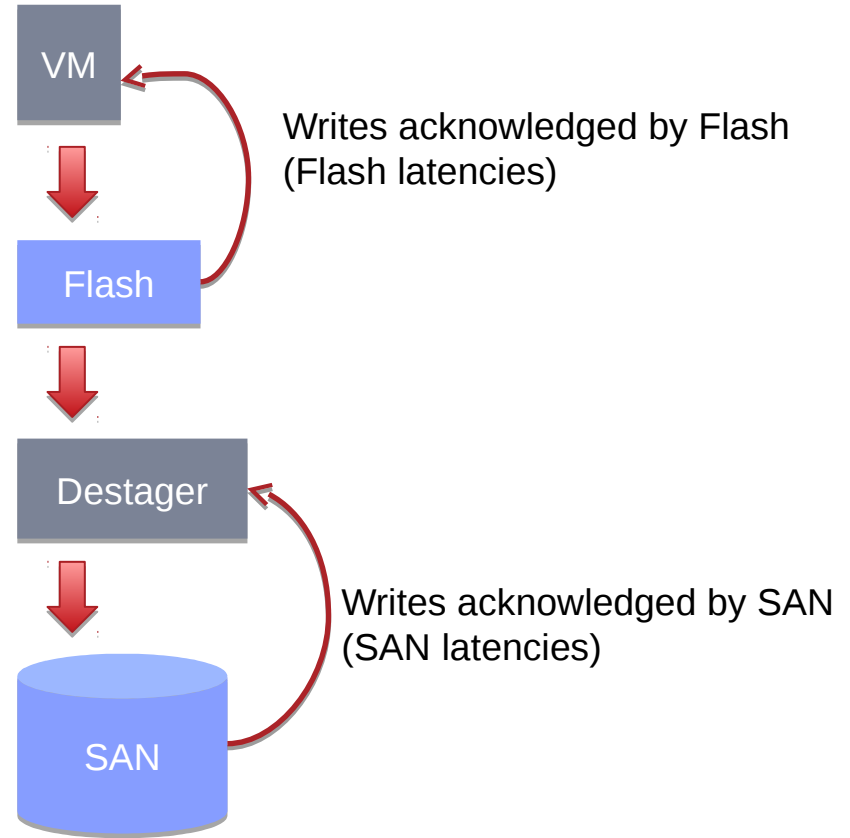 VM
Writes acknowledged by Flash
(Flash latencies)
Flash
Destager
Writes acknowledged by SAN
(SAN latencies)
SAN